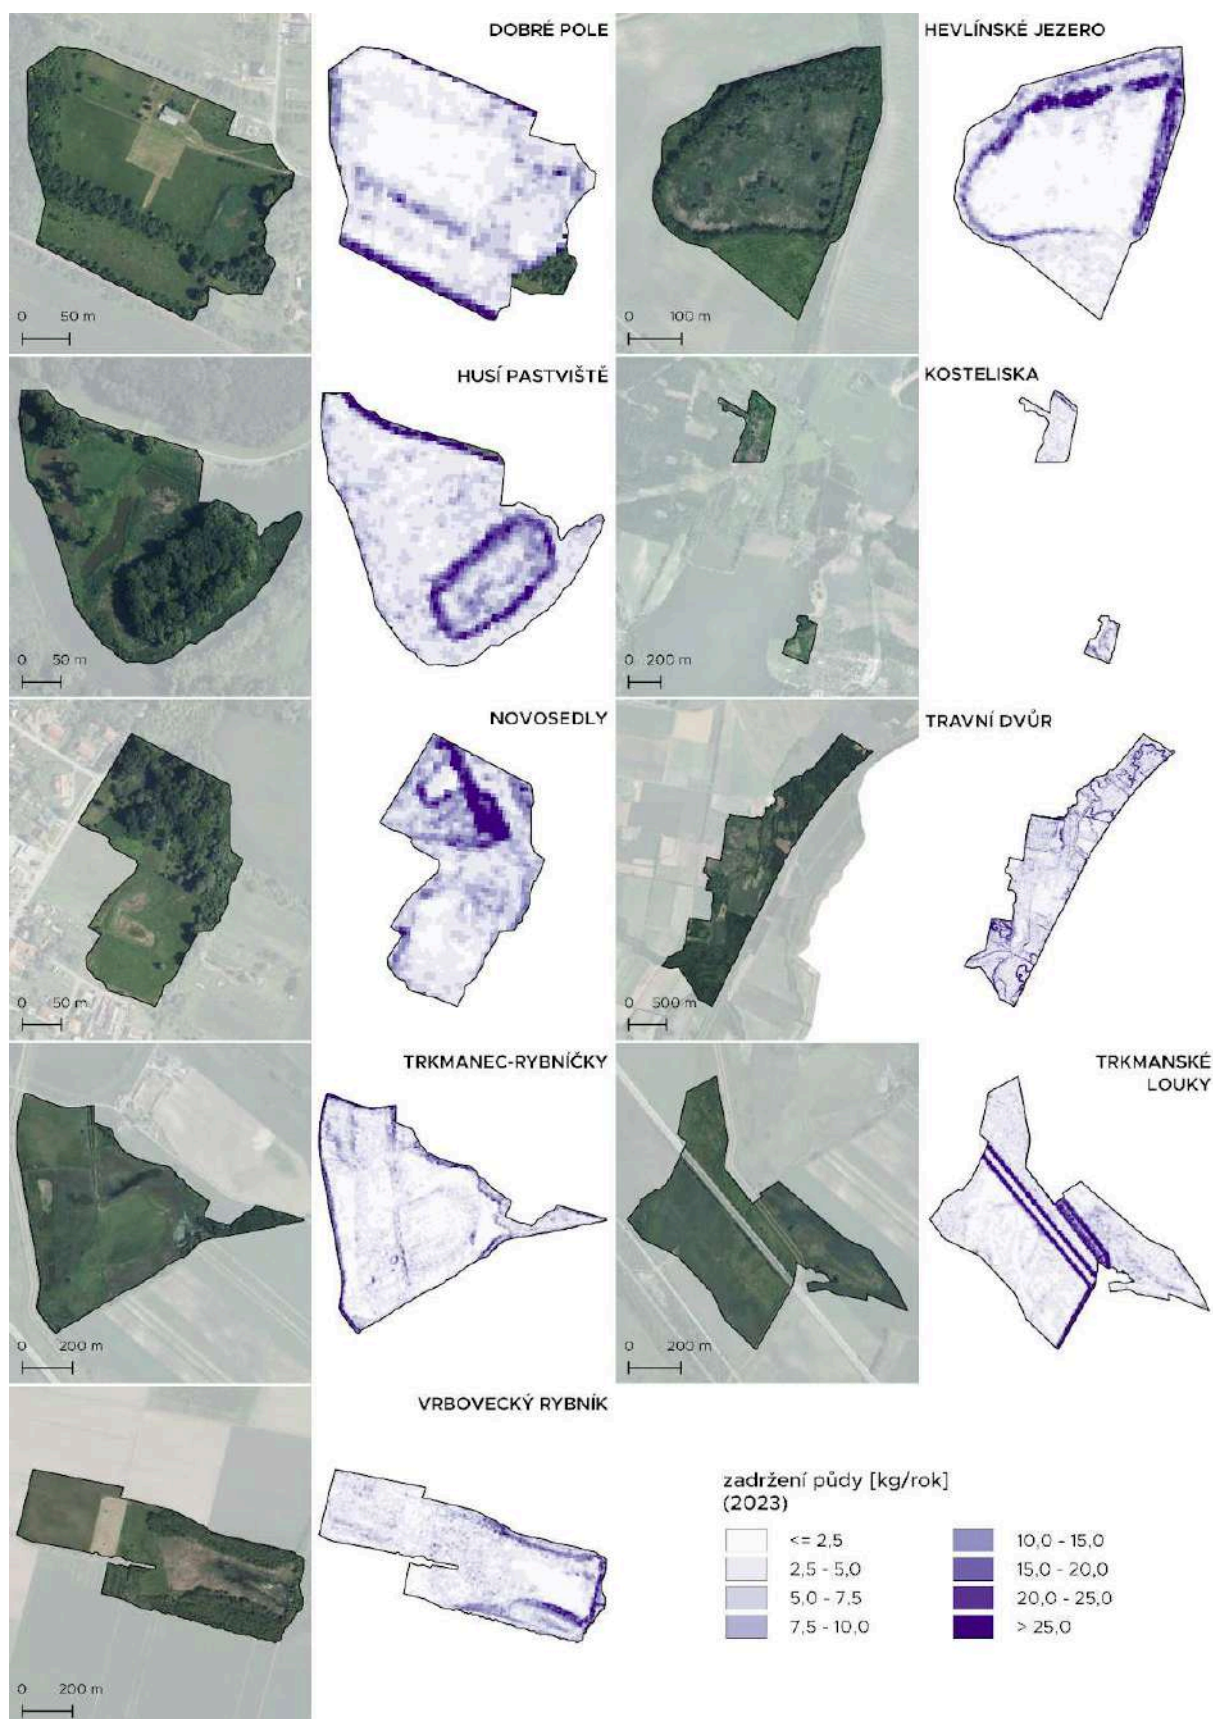 DOBRÉ POLE
HEVLÍNSKÉ JEZERO
0 50 m
0 100 m
HUSÍ PASTVIŠTĚ
KOSTELISKA
0 50 m
0 200 m
NOVOSEDLY
TRAVNÍ DVŮR
0 50 m
0 500 m
TRKMANEC-RYBNÍČKY
TRKMANSKÉ
LOUKY
0 200 m
0 200 m
VRBOVECKÝ RYBNÍK
0 200 m
zadržení půdy [kg/rok]
(2023)
<= 2,5
2,5 - 5,0
5,0 - 7,5
7,5 - 10,0
10,0 - 15,0
15,0 - 20,0
20,0 - 25,0
> 25,0